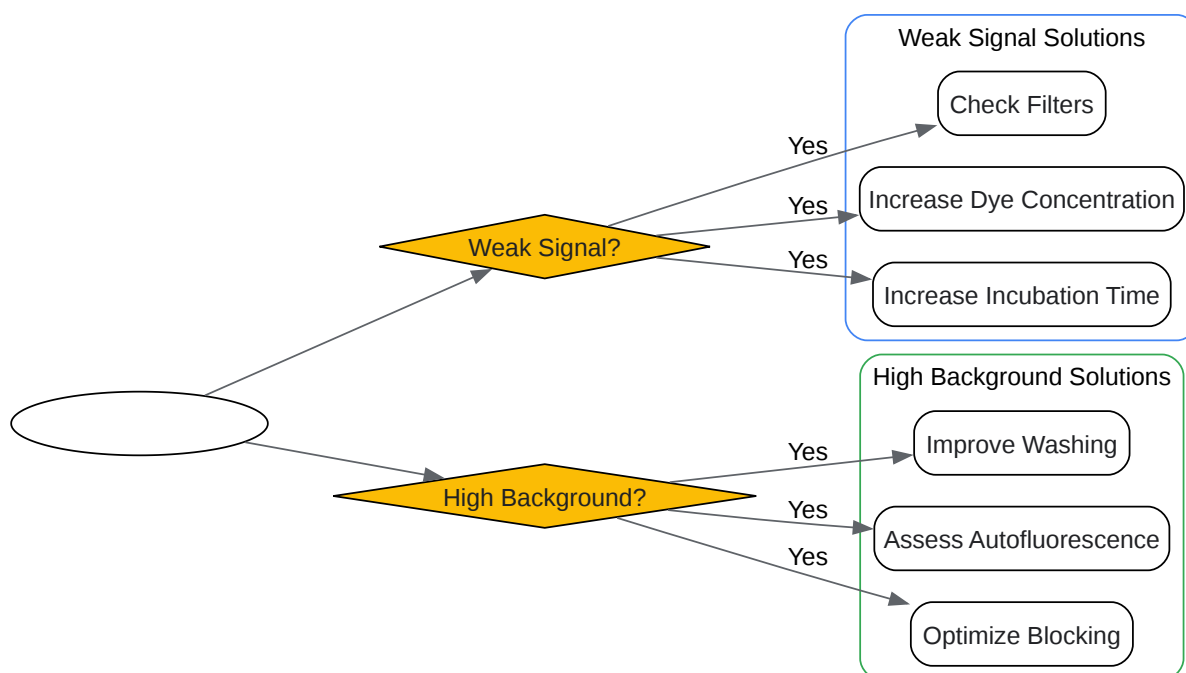 Weak Signal Solutions
Check Filters
Yes
Increase Dye Concentration
Yes
Weak Signal?
Yes
Increase Incubation Time
High Background Solutions
Improve Washing
Yes
High Background?
Yes
Assess Autofluorescence
Yes
Optimize Blocking